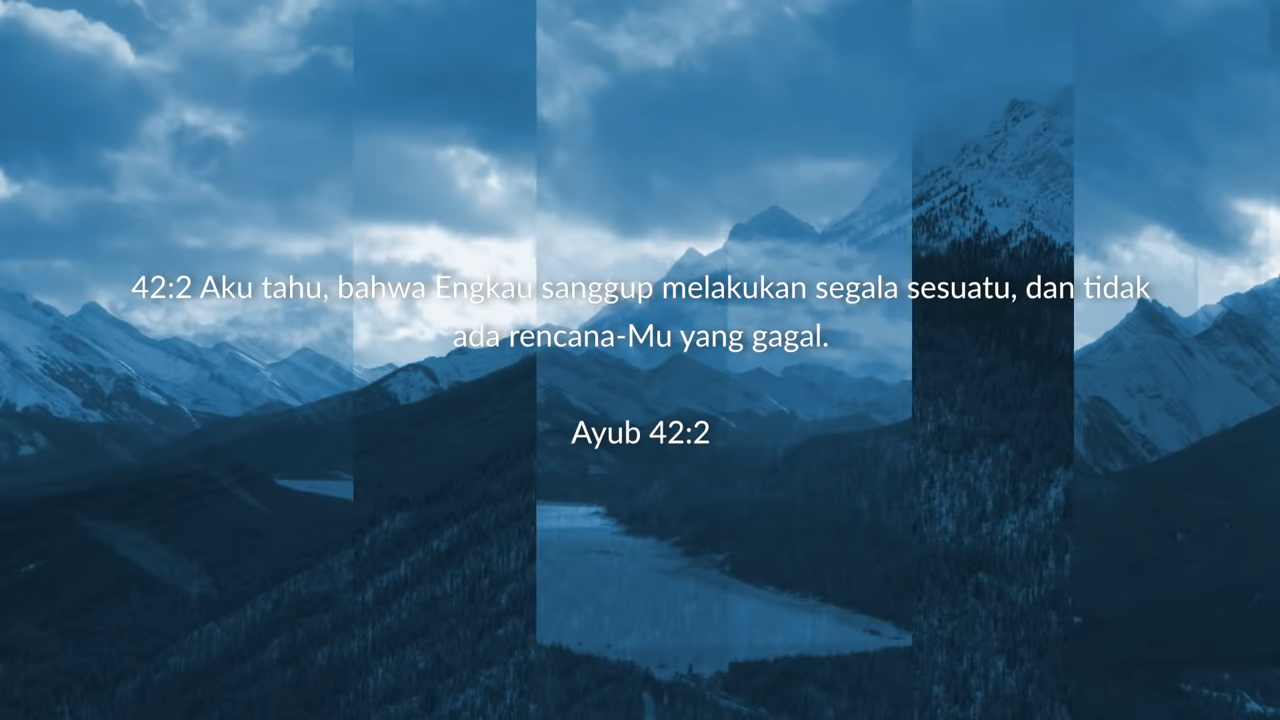 42:2 Aku tahu, bahwa Engkau sanggup melakukan segala sesuatu, dan tidak
ada rencana-Mu yang gagal.
Ayub 42:2